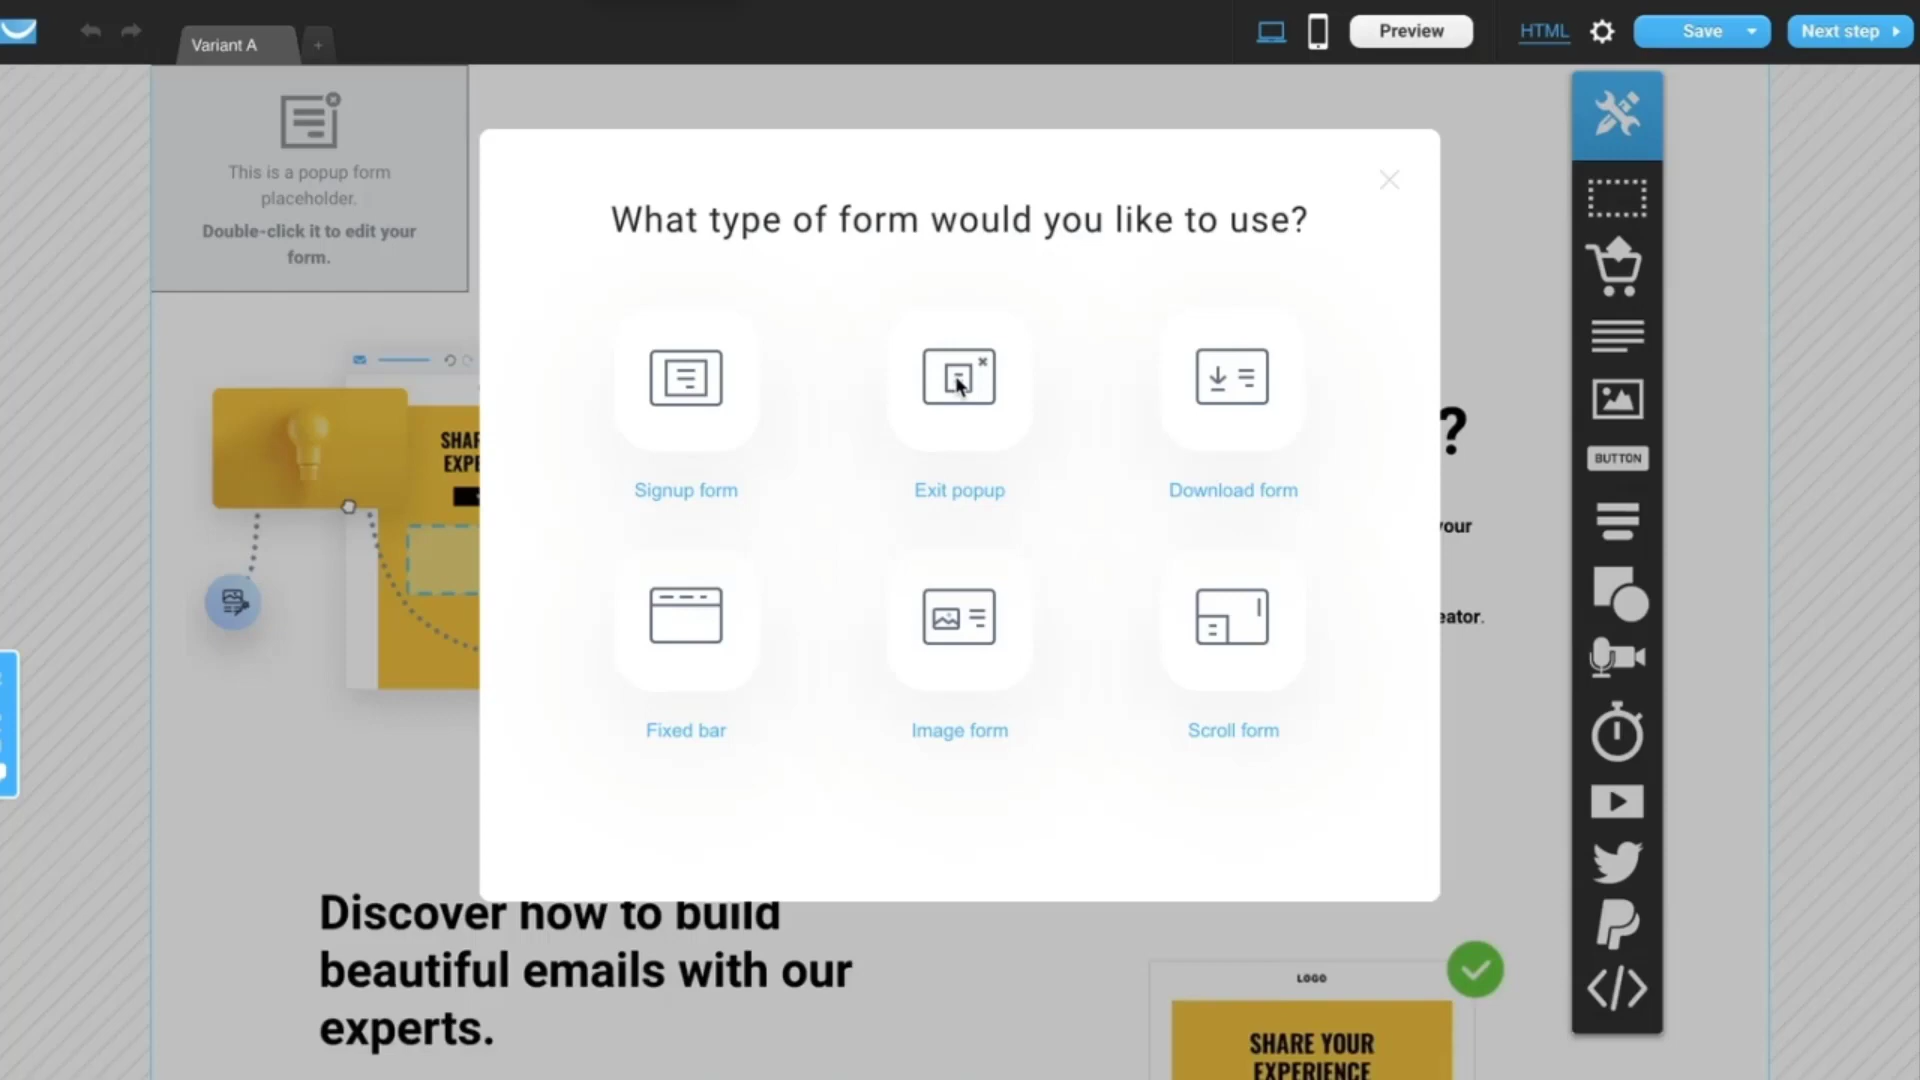 Variant A
+
Preview
HTML
Save
Next step
This is a popup form
placeholder.
Double-click it to edit your
form.
What type of form would you like to use?
Signup form
Exit popup
Download form
Fixed bar
Image form
Scroll form
?
your
eator.
BUTTON
Discover how to build
beautiful emails with our
experts.
LOGO
SHARE YOUR
EXPERIENCE